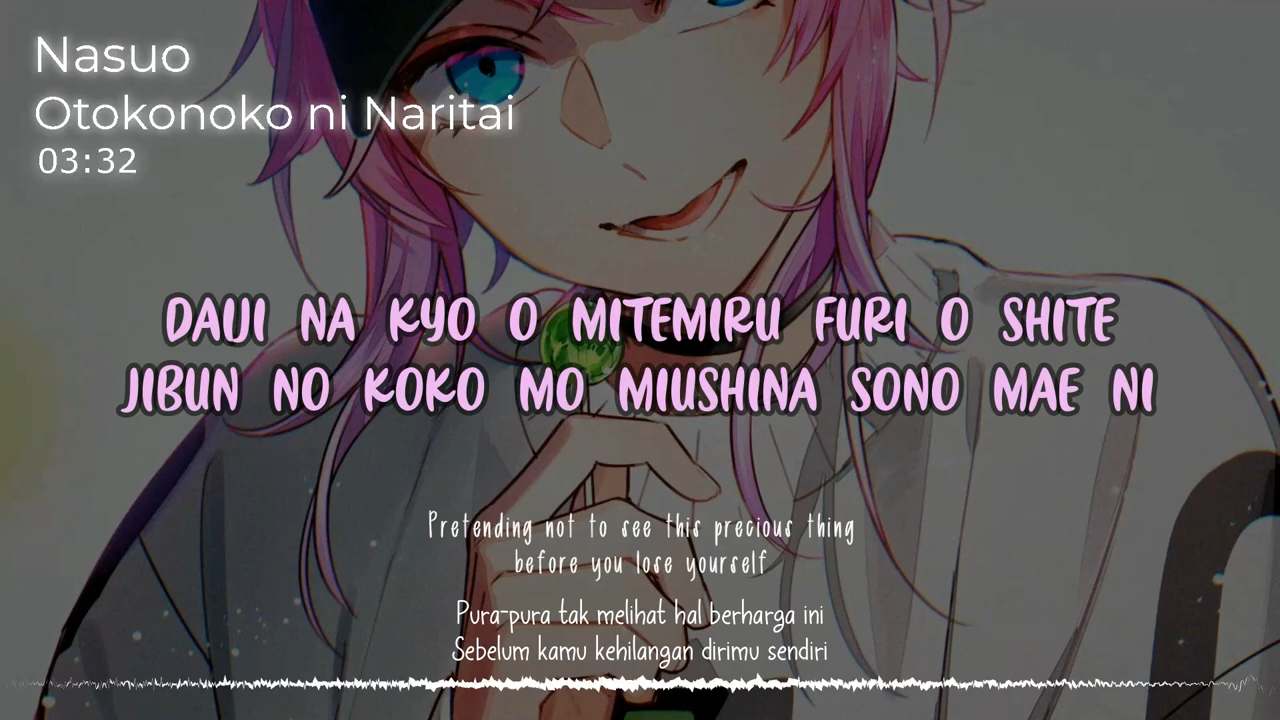 Nasuo
Otokonoko ni Naritai
03:32
DAIJI NA KYO O MITEMIRU FURI O SHITE
JIBUN NO KOKO MO MIUSHINA SONO MAE NI
Pretending not to see this precious thing
before you lose yourself
Pura-pura tak melihat hal berharga ini
Sebelum kamu kehilangan dirimu sendiri